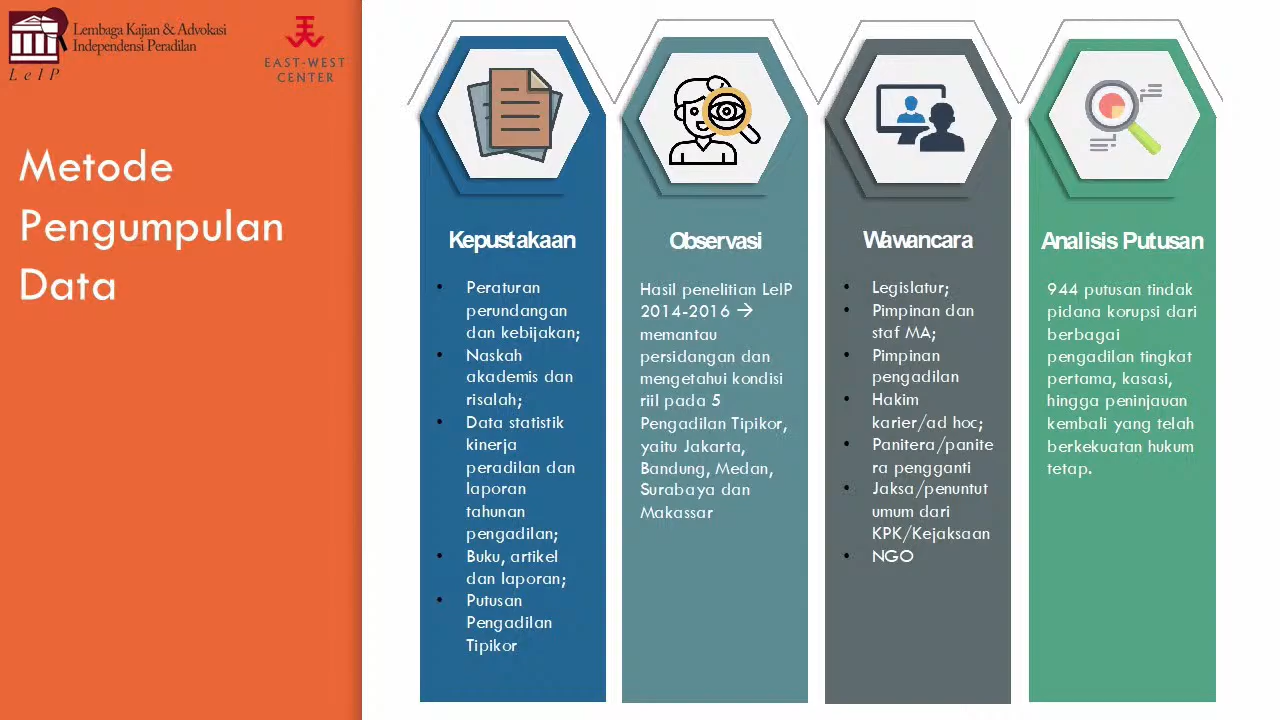 Lembaga Kajian & Advokasi
Independensi Peradilan
LeIP
EAST-WEST
CENTER
Metode
Pengumpulan
Data
Kepustakaan
• Peraturan
perundangan
dan kebijakan;
• Naskah
akademis dan
risalah;
• Data statistik
kinerja
peradilan dan
laporan
tahunan
pengadilan;
• Buku, artikel
dan laporan;
• Putusan
Pengadilan
Tipikor
Observasi
Hasil penelitian LeIP
2014-2016 →
memantau
persidangan dan
mengetahui kondisi
riil pada 5
Pengadilan Tipikor,
yaitu Jakarta,
Bandung, Medan,
Surabaya dan
Makassar
Wawancara
• Legislatur;
• Pimpinan dan
staf MA;
• Pimpinan
pengadilan
• Hakim
karier/ad hoc;
• Panitera/panite
ra pengganti
• Jaksa/penuntut
umum dari
KPK/Kejaksaan
• NGO
Analisis Putusan
944 putusan tindak
pidana korupsi dari
berbagai
pengadilan tingkat
pertama, kasasi,
hingga peninjauan
kembali yang telah
berkekuatan hukum
tetap.